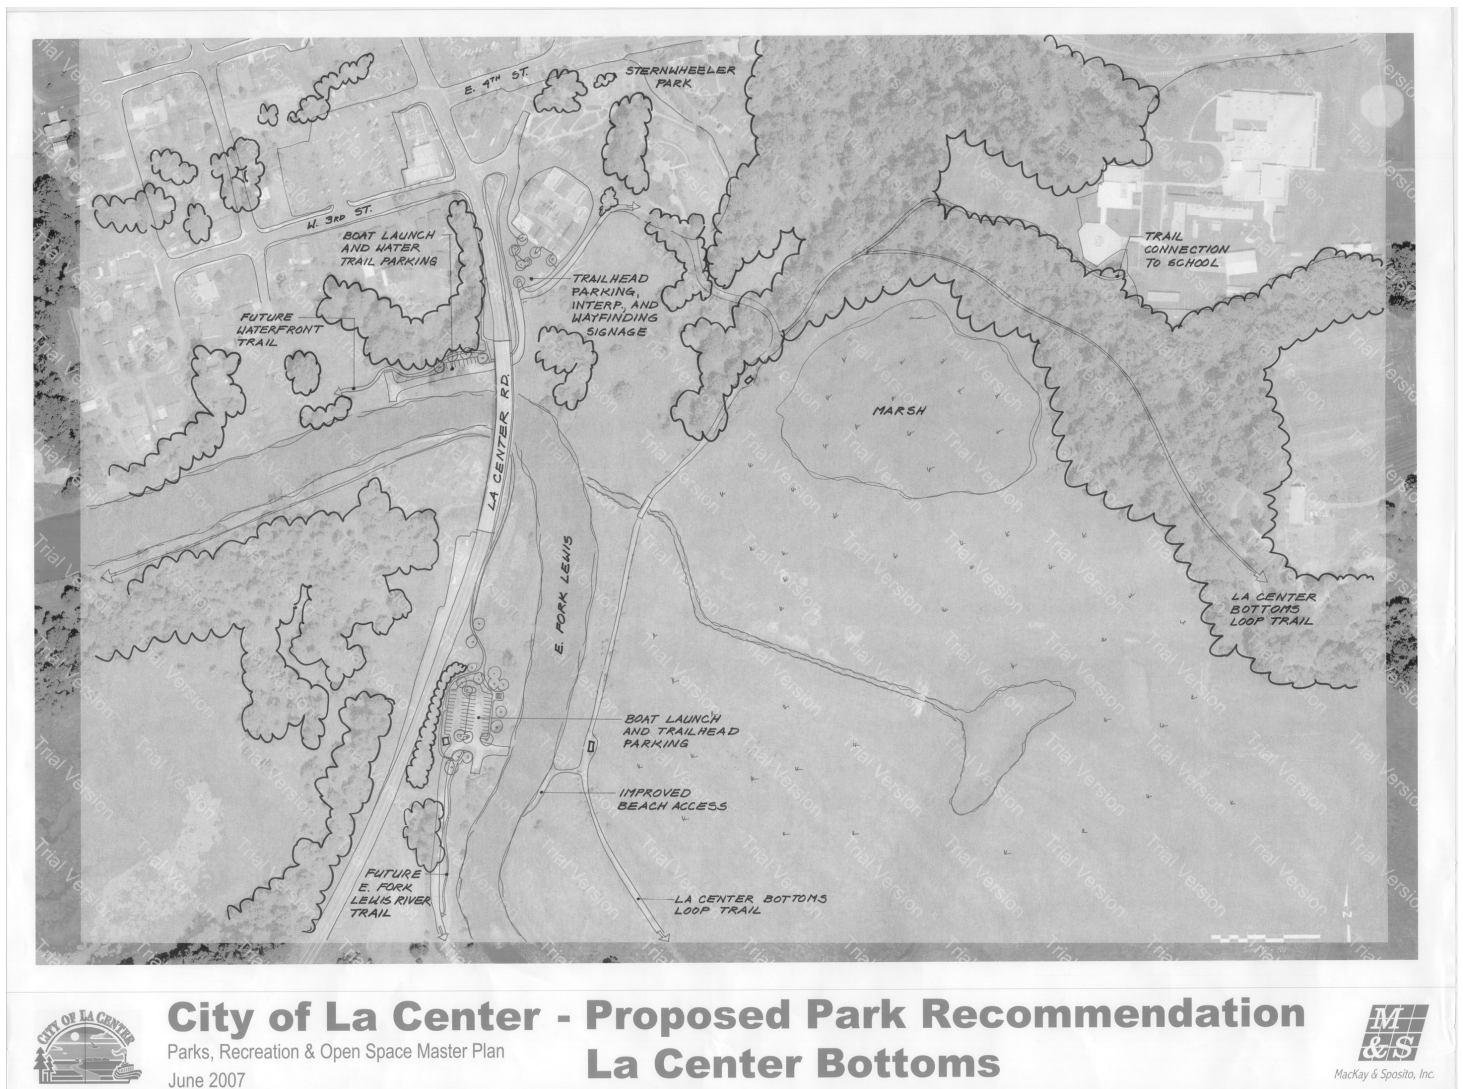 E. 4TH ST.
STERNWHEELER
PARK
W. 3RD ST.
BOAT LAUNCH
AND WATER
TRAIL PARKING
TRAIL
CONNECTION
TO SCHOOL
TRAILHEAD
PARKING,
INTERP., AND
WAYFINDING
SIGNAGE
FUTURE
WATERFRONT
TRAIL
LA CENTER RD.
MARSH
E. FORK LEWIS
LA CENTER
BOTTOMS
LOOP TRAIL
BOAT LAUNCH
AND TRAILHEAD
PARKING
IMPROVED
BEACH ACCESS
FUTURE
E. FORK
LEWIS RIVER
TRAIL
LA CENTER BOTTOMS
LOOP TRAIL
N
Trial Version
CITY OF LA CENTER
City of La Center - Proposed Park Recommendation
Parks, Recreation & Open Space Master Plan
La Center Bottoms
June 2007
M
&S
MacKay & Sposito, Inc.